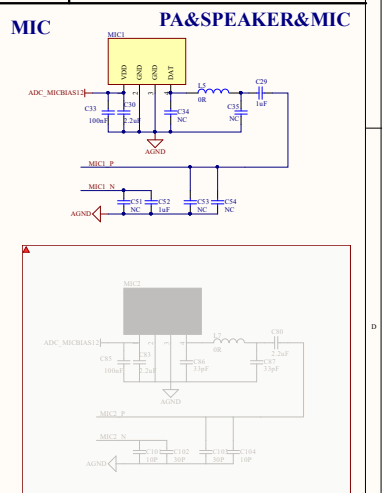 PA&SPEAKER&MIC
MIC
MIC1
VDD
GND
GND
DAT
1
2
3
4
L5
0R
C29
1uF
ADC_MICBIAS12
C33
100nF
C30
2.2uF
C34
NC
C35
NC
AGND
MIC1_P
MIC1_N
C51
NC
C52
1uF
C53
NC
C54
NC
AGND
D
MIC2
L7
0R
C80
2.2uF
ADC_MICBIAS12
C85
100nF
C83
2.2uF
C86
33pF
C87
33pF
AGND
MIC2_P
MIC2_N
10P
C102
30P
30P
C104
10P
AGND